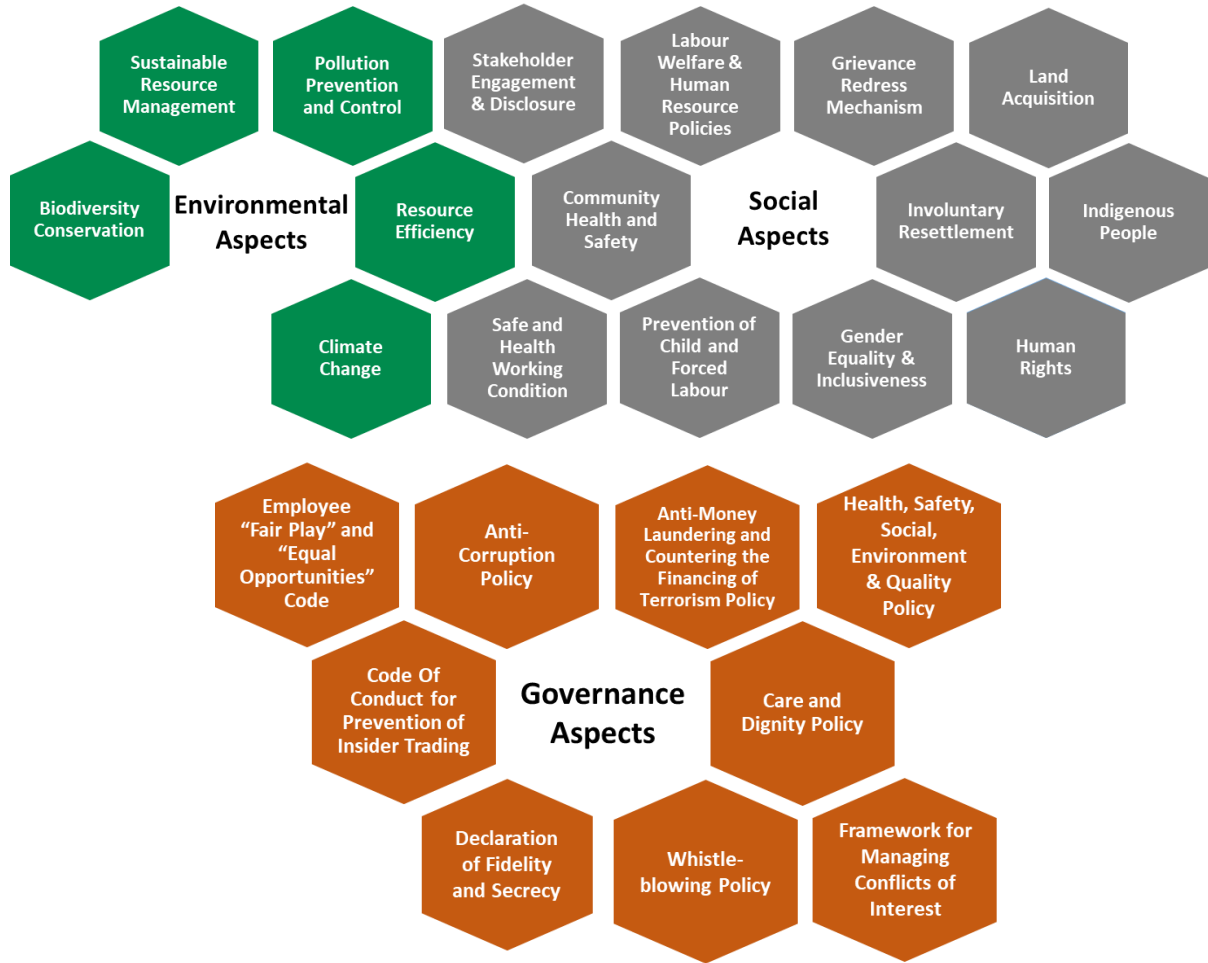 Sustainable
Resource
Management
Pollution
Prevention
and Control
Stakeholder
Engagement
& Disclosure
Labour
Welfare &
Human
Resource
Policies
Grievance
Redress
Mechanism
Land
Acquisition
Biodiversity
Conservation
Environmental
Aspects
Resource
Efficiency
Community
Health and
Safety
Social
Aspects
Involuntary
Resettlement
Indigenous
People
Climate
Change
Safe and
Health
Working
Condition
Prevention of
Child and
Forced
Labour
Gender
Equality &
Inclusiveness
Human
Rights
Employee
“Fair Play” and
“Equal
Opportunities”
Code
Anti-
Corruption
Policy
Anti-Money
Laundering and
Countering the
Financing of
Terrorism Policy
Health, Safety,
Social,
Environment
& Quality
Policy
Code Of
Conduct for
Prevention of
Insider Trading
Governance
Aspects
Care and
Dignity Policy
Declaration
of Fidelity
and Secrecy
Whistle-
blowing Policy
Framework for
Managing
Conflicts of
Interest